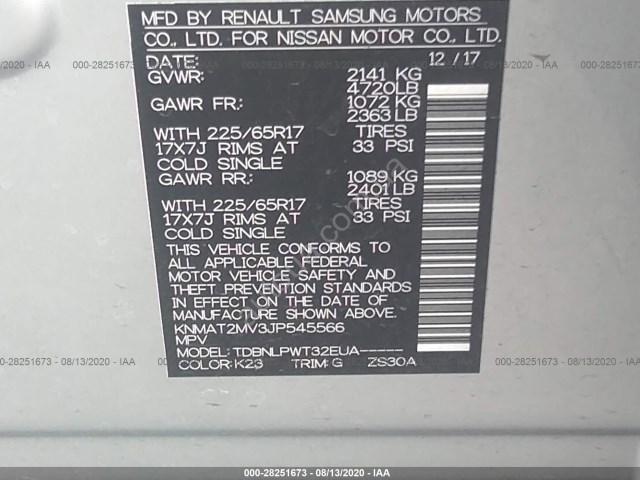 MFD BY RENAULT SAMSUNG MOTORS
CO., LTD. FOR NISSAN MOTOR CO., LTD.
DATE: 12 / 17
GVWR: 2141 KG
4720LB
GAWR FR: 1072 KG
2363 LB
WITH 225/65R17 TIRES
17X7J RIMS AT 33 PSI
COLD SINGLE
GAWR RR: 1089 KG
2401 LB
WITH 225/65R17 TIRES
17X7J RIMS AT 33 PSI
COLD SINGLE
THIS VEHICLE CONFORMS TO
ALL APPLICABLE FEDERAL
MOTOR VEHICLE SAFETY AND
THEFT PREVENTION STANDARDS
IN EFFECT ON THE DATE OF
MANUFACTURE SHOWN ABOVE.
KNMAT2MV3JP545566
MPV
MODEL: TDBNLPWT32EUA-----
COLOR: K23 TRIM: G ZS30A
000-28251673 - 08/13/2020 - IAA